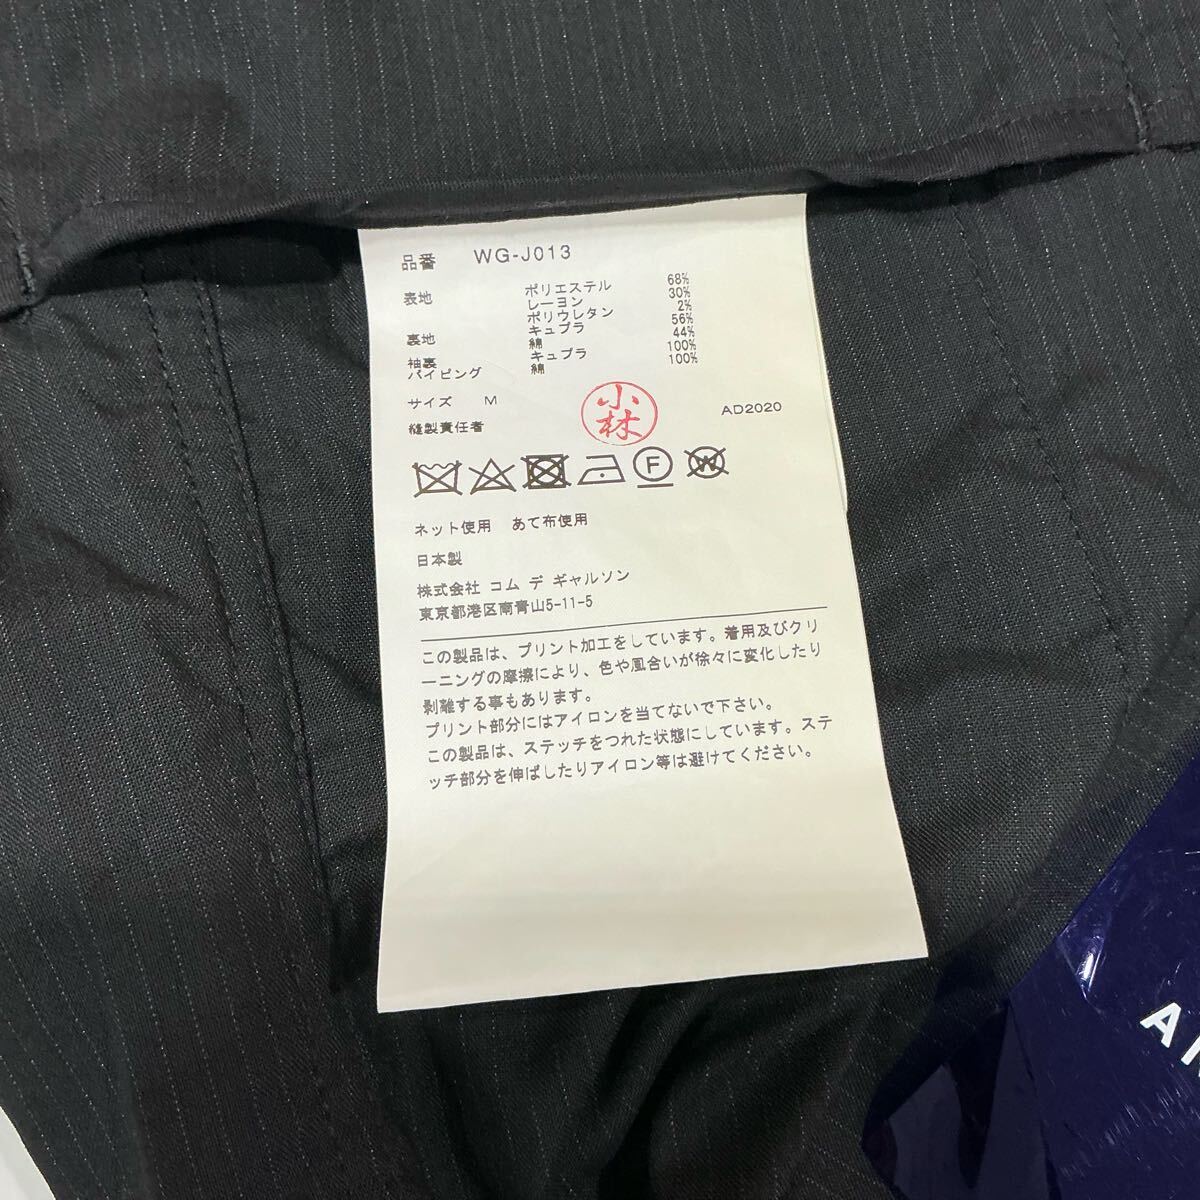 品番 WG-J013
表地 ポリエステル 68%
レーヨン 30%
ポリウレタン 2%
裏地 キュプラ 56%
綿 44%
袖裏 キュプラ 100%
パイピング 綿 100%
サイズ M
縫製責任者 小林 AD2020
F W
ネット使用 あて布使用
日本製
株式会社 コム デ ギャルソン
東京都港区南青山5-11-5
この製品は、プリント加工をしています。着用及びクリ
ーニングの摩擦により、色や風合いが徐々に変化したり
剥離する事もあります。
プリント部分にはアイロンを当てないで下さい。
この製品は、ステッチをつれた状態にしています。ステ
ッチ部分を伸ばしたりアイロン等は避けてください。